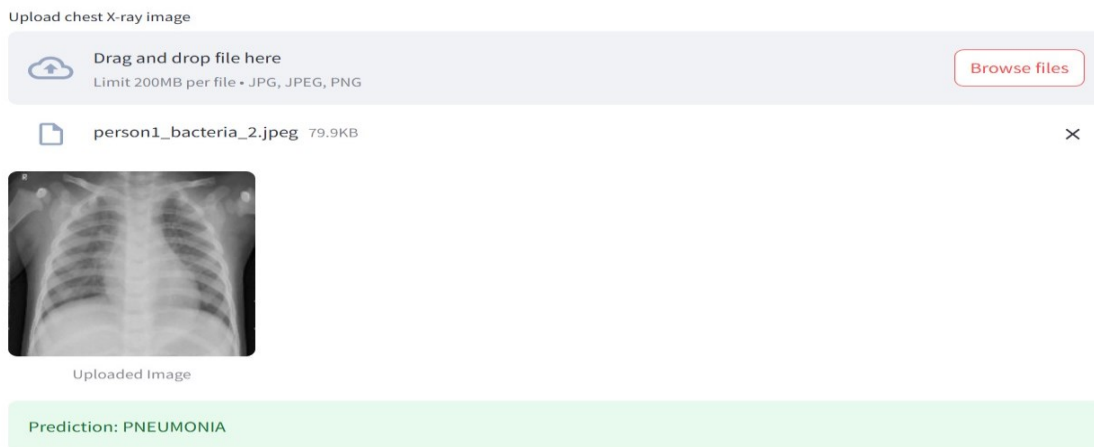 Upload chest X-ray image
Drag and drop file here
Limit 200MB per file • JPG, JPEG, PNG
Browse files
person1_bacteria_2.jpeg 79.9KB
R
Uploaded Image
Prediction: PNEUMONIA